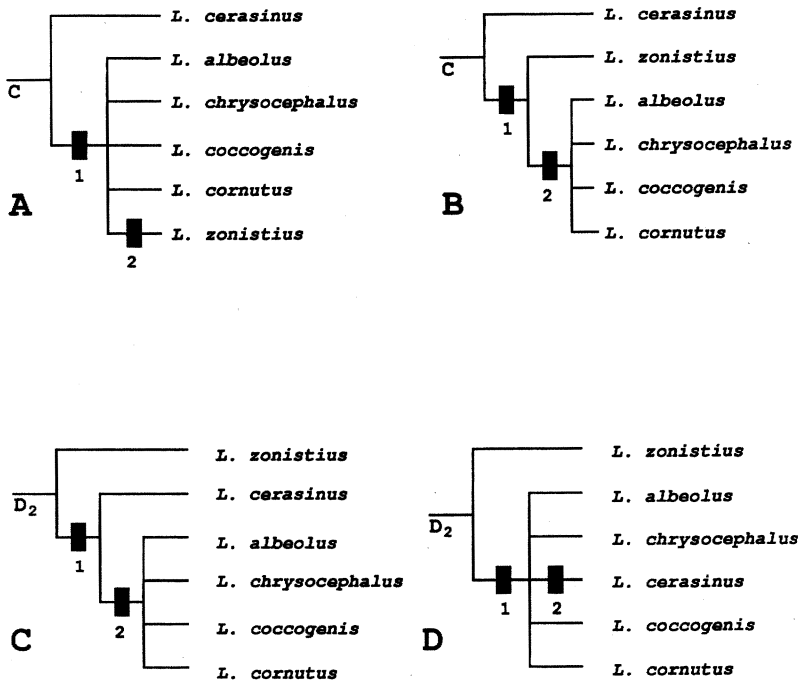 L. cerasinus
L. albeolus
C
L. chrysocephalus
L. coccogenis
1
L. cornutus
A
L. zonistius
2
L. cerasinus
L. zonistius
C
L. albeolus
1
L. chrysocephalus
2
L. coccogenis
B
L. cornutus
L. zonistius
L. cerasinus
D2
L. albeolus
1
L. chrysocephalus
2
L. coccogenis
C
L. cornutus
L. zonistius
L. albeolus
D2
L. chrysocephalus
L. cerasinus
1 2
L. coccogenis
D
L. cornutus